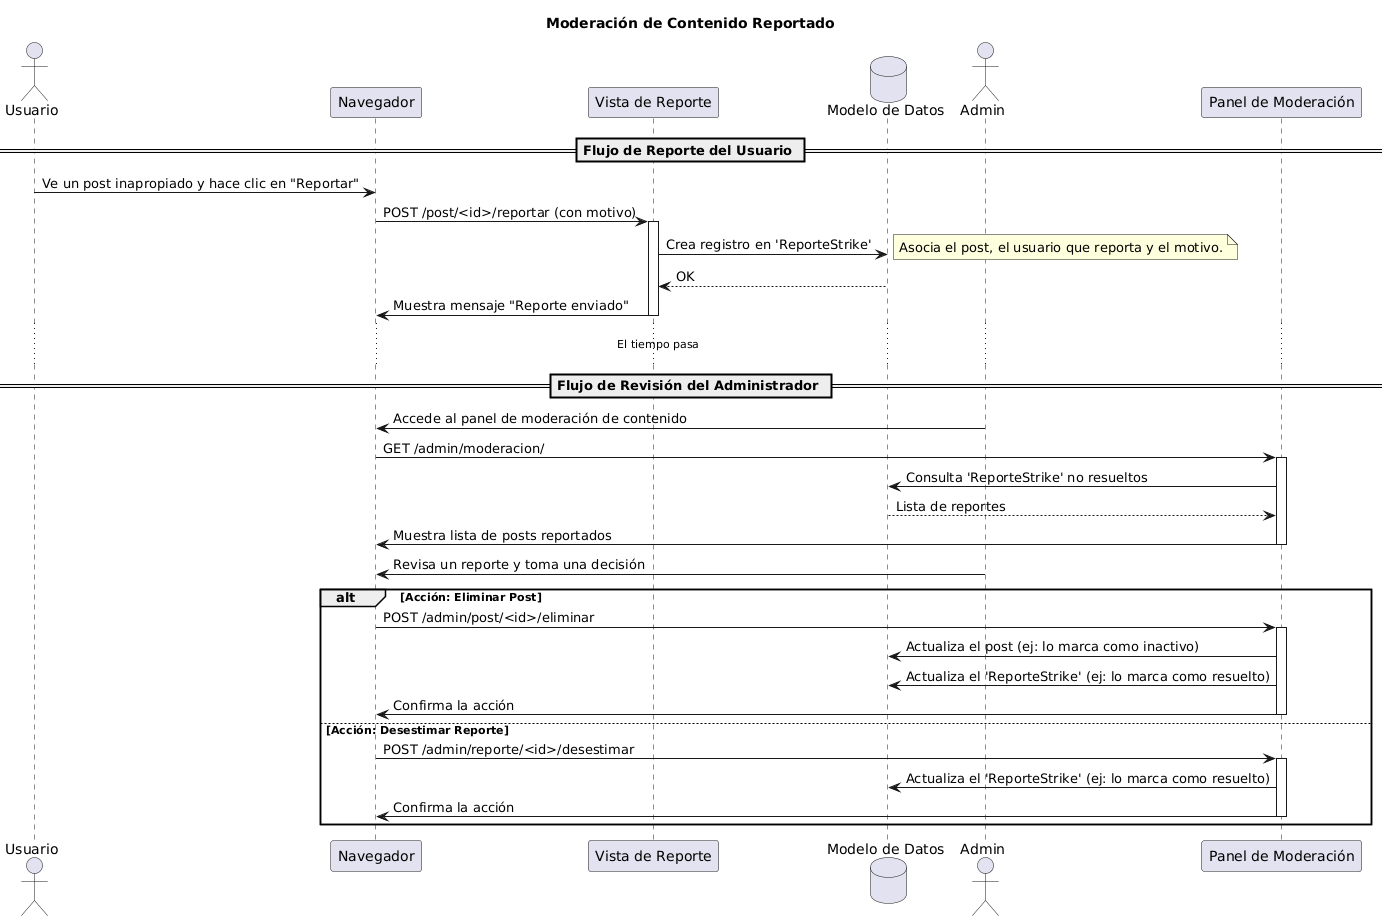 Moderación de Contenido Reportado
Usuario
Navegador
Vista de Reporte
Modelo de Datos
Admin
Panel de Moderación
Flujo de Reporte del Usuario
Ve un post inapropiado y hace clic en "Reportar"
POST /post/<id>/reportar (con motivo)
Crea registro en 'ReporteStrike'
Asocia el post, el usuario que reporta y el motivo.
OK
Muestra mensaje "Reporte enviado"
El tiempo pasa
Flujo de Revisión del Administrador
Accede al panel de moderación de contenido
GET /admin/moderacion/
Consulta 'ReporteStrike' no resueltos
Lista de reportes
Muestra lista de posts reportados
Revisa un reporte y toma una decisión
alt
[Acción: Eliminar Post]
POST /admin/post/<id>/eliminar
Actualiza el post (ej: lo marca como inactivo)
Actualiza el 'ReporteStrike' (ej: lo marca como resuelto)
Confirma la acción
[Acción: Desestimar Reporte]
POST /admin/reporte/<id>/desestimar
Actualiza el 'ReporteStrike' (ej: lo marca como resuelto)
Confirma la acción
Usuario
Navegador
Vista de Reporte
Modelo de Datos
Admin
Panel de Moderación